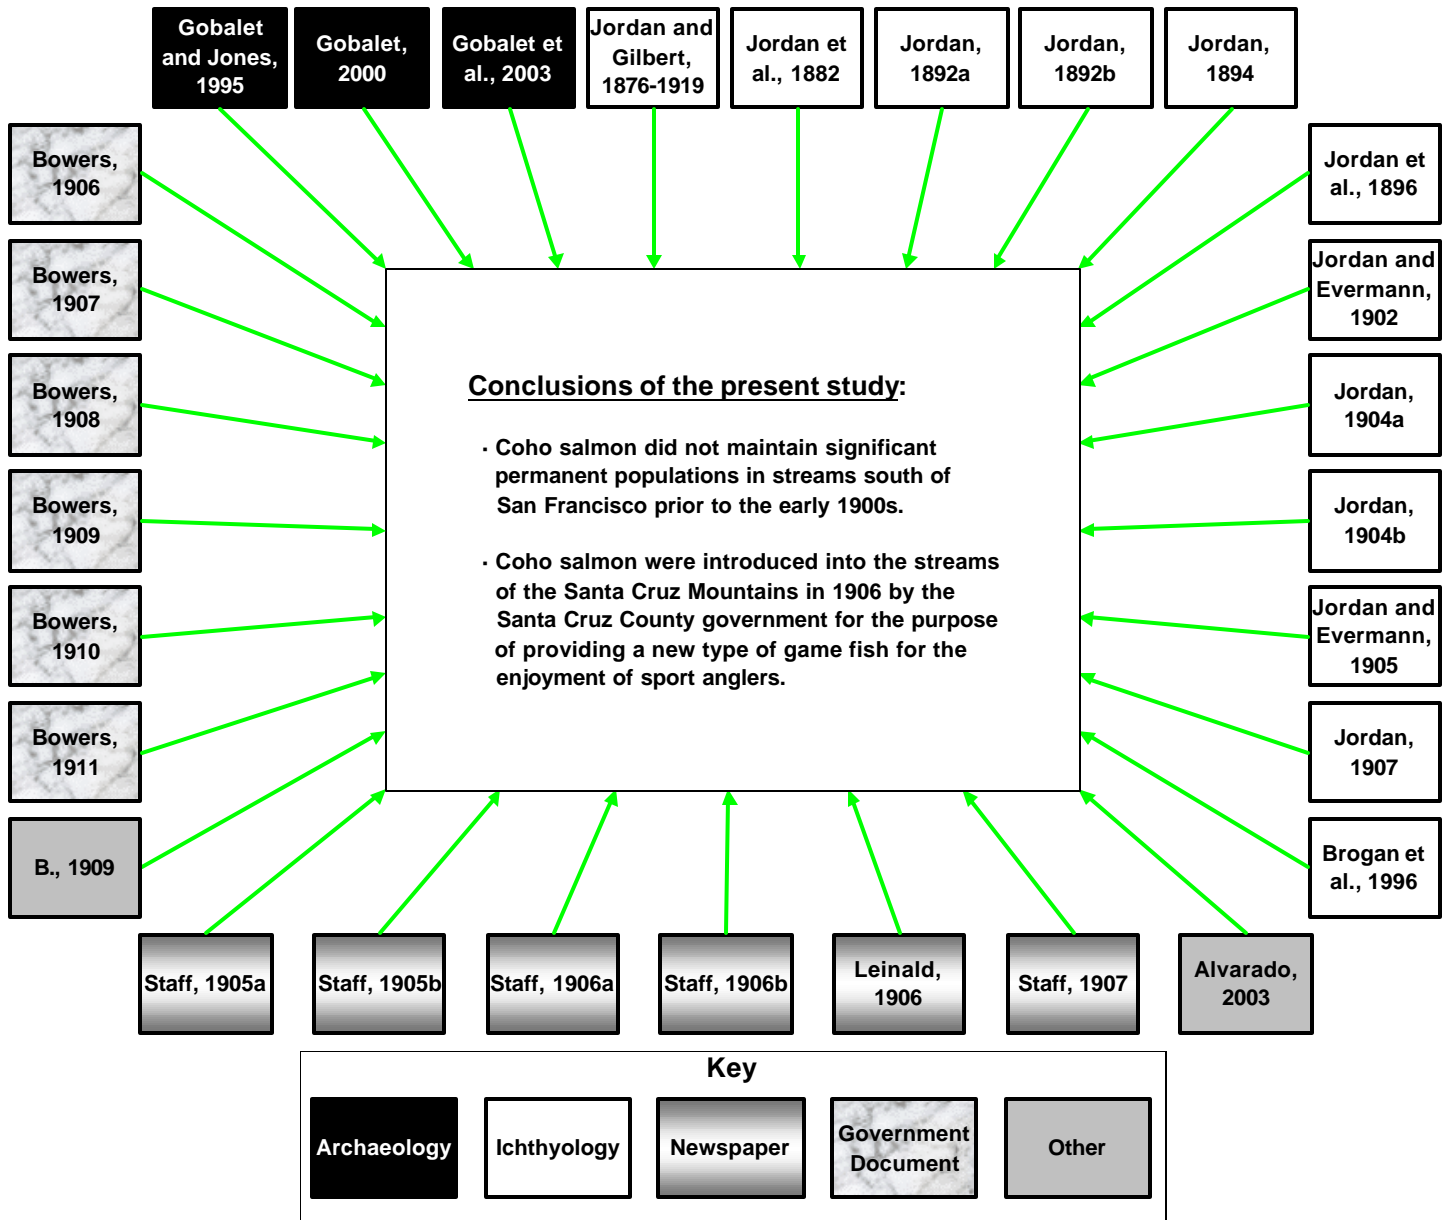 Gobalet
and Jones,
1995
Gobalet,
2000
Gobalet et
al., 2003
Jordan and
Gilbert,
1876-1919
Jordan et
al., 1882
Jordan,
1892a
Jordan,
1892b
Jordan,
1894
Bowers,
1906
Bowers,
1907
Bowers,
1908
Bowers,
1909
Bowers,
1910
Bowers,
1911
B., 1909
Conclusions of the present study:
· Coho salmon did not maintain significant
permanent populations in streams south of
San Francisco prior to the early 1900s.
· Coho salmon were introduced into the streams
of the Santa Cruz Mountains in 1906 by the
Santa Cruz County government for the purpose
of providing a new type of game fish for the
enjoyment of sport anglers.
Jordan et
al., 1896
Jordan and
Evermann,
1902
Jordan,
1904a
Jordan,
1904b
Jordan and
Evermann,
1905
Jordan,
1907
Brogan et
al., 1996
Staff, 1905a
Staff, 1905b
Staff, 1906a
Staff, 1906b
Leinald,
1906
Staff, 1907
Alvarado,
2003
Key
Archaeology
Ichthyology
Newspaper
Government
Document
Other